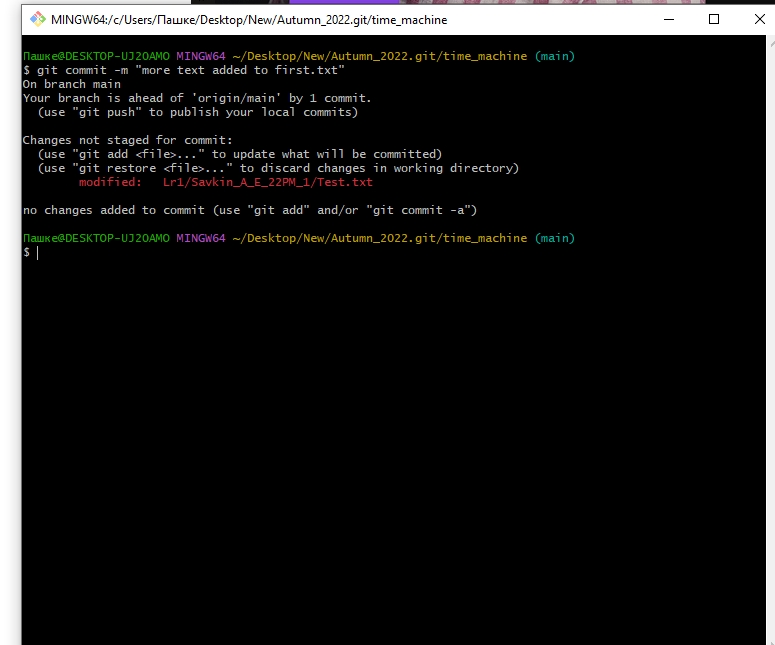 MINGW64:/c/Users/Пашке/Desktop/New/Autumn_2022.git/time_machine
Пашке@DESKTOP-UJ2OAMO MINGW64 ~/Desktop/New/Autumn_2022.git/time_machine (main)
$ git commit -m "more text added to first.txt"
On branch main
Your branch is ahead of 'origin/main' by 1 commit.
  (use "git push" to publish your local commits)

Changes not staged for commit:
  (use "git add <file>..." to update what will be committed)
  (use "git restore <file>..." to discard changes in working directory)
        modified:   Lr1/Savkin_A_E_22PM_1/Test.txt

no changes added to commit (use "git add" and/or "git commit -a")

Пашке@DESKTOP-UJ2OAMO MINGW64 ~/Desktop/New/Autumn_2022.git/time_machine (main)
$